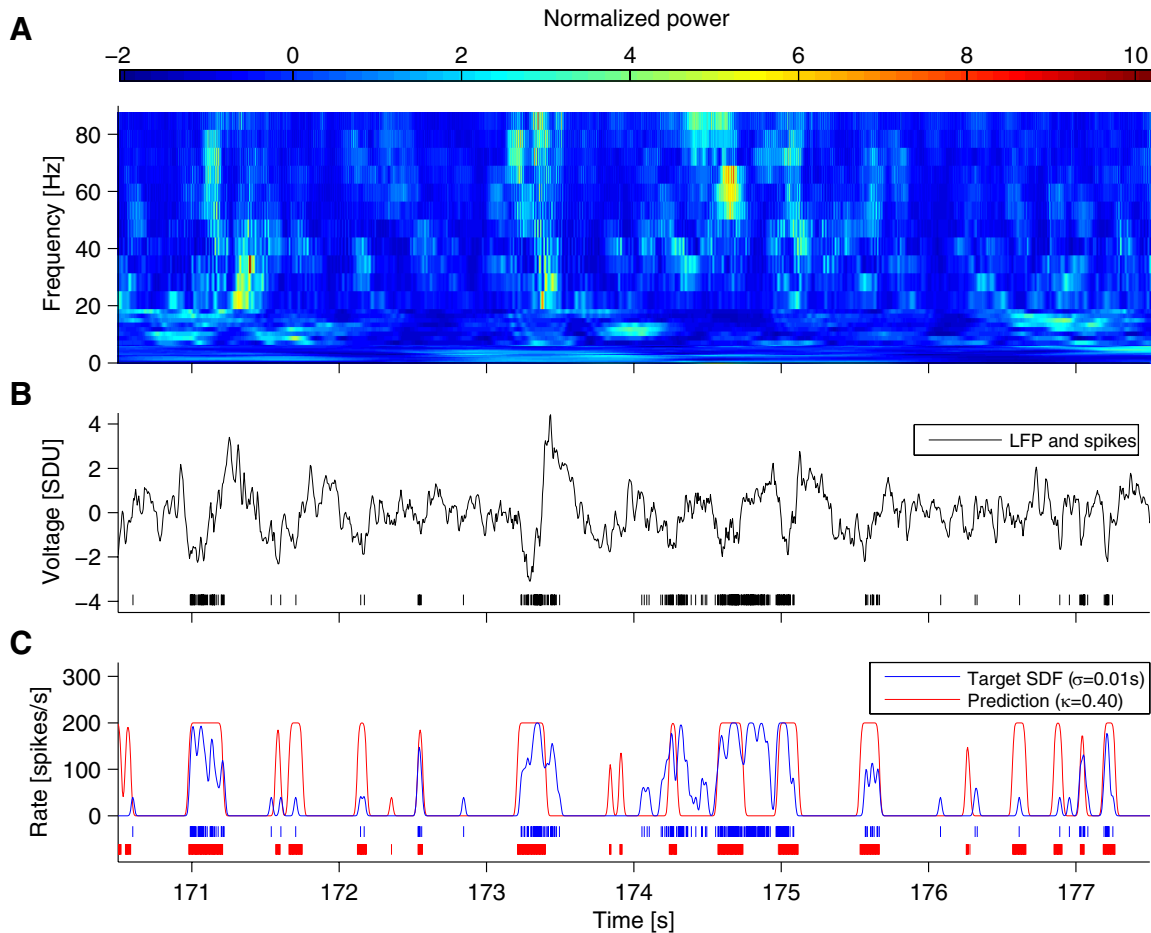 A
Normalized power
−2 0 2 4 6 8 10
Frequency [Hz]
80
60
40
20
0
B
Voltage [SDU]
4
2
0
−2
−4
LFP and spikes
C
Rate [spikes/s]
300
200
100
0
Target SDF (σ=0.01s)
Prediction (κ=0.40)
171 172 173 174 175 176 177
Time [s]